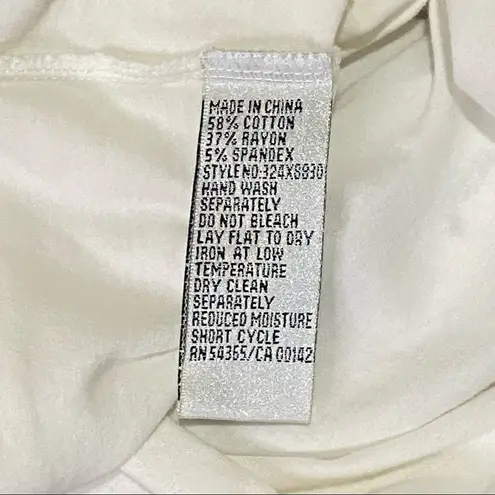 MADE IN CHINA
58% COTTON
37% RAYON
5% SPANDEX
STYLE NO:324X8830
HAND WASH
SEPARATELY
DO NOT BLEACH
LAY FLAT TO DRY
IRON AT LOW
TEMPERATURE
DRY CLEAN
SEPARATELY
REDUCED MOISTURE
SHORT CYCLE
RN 54365/CA 00142